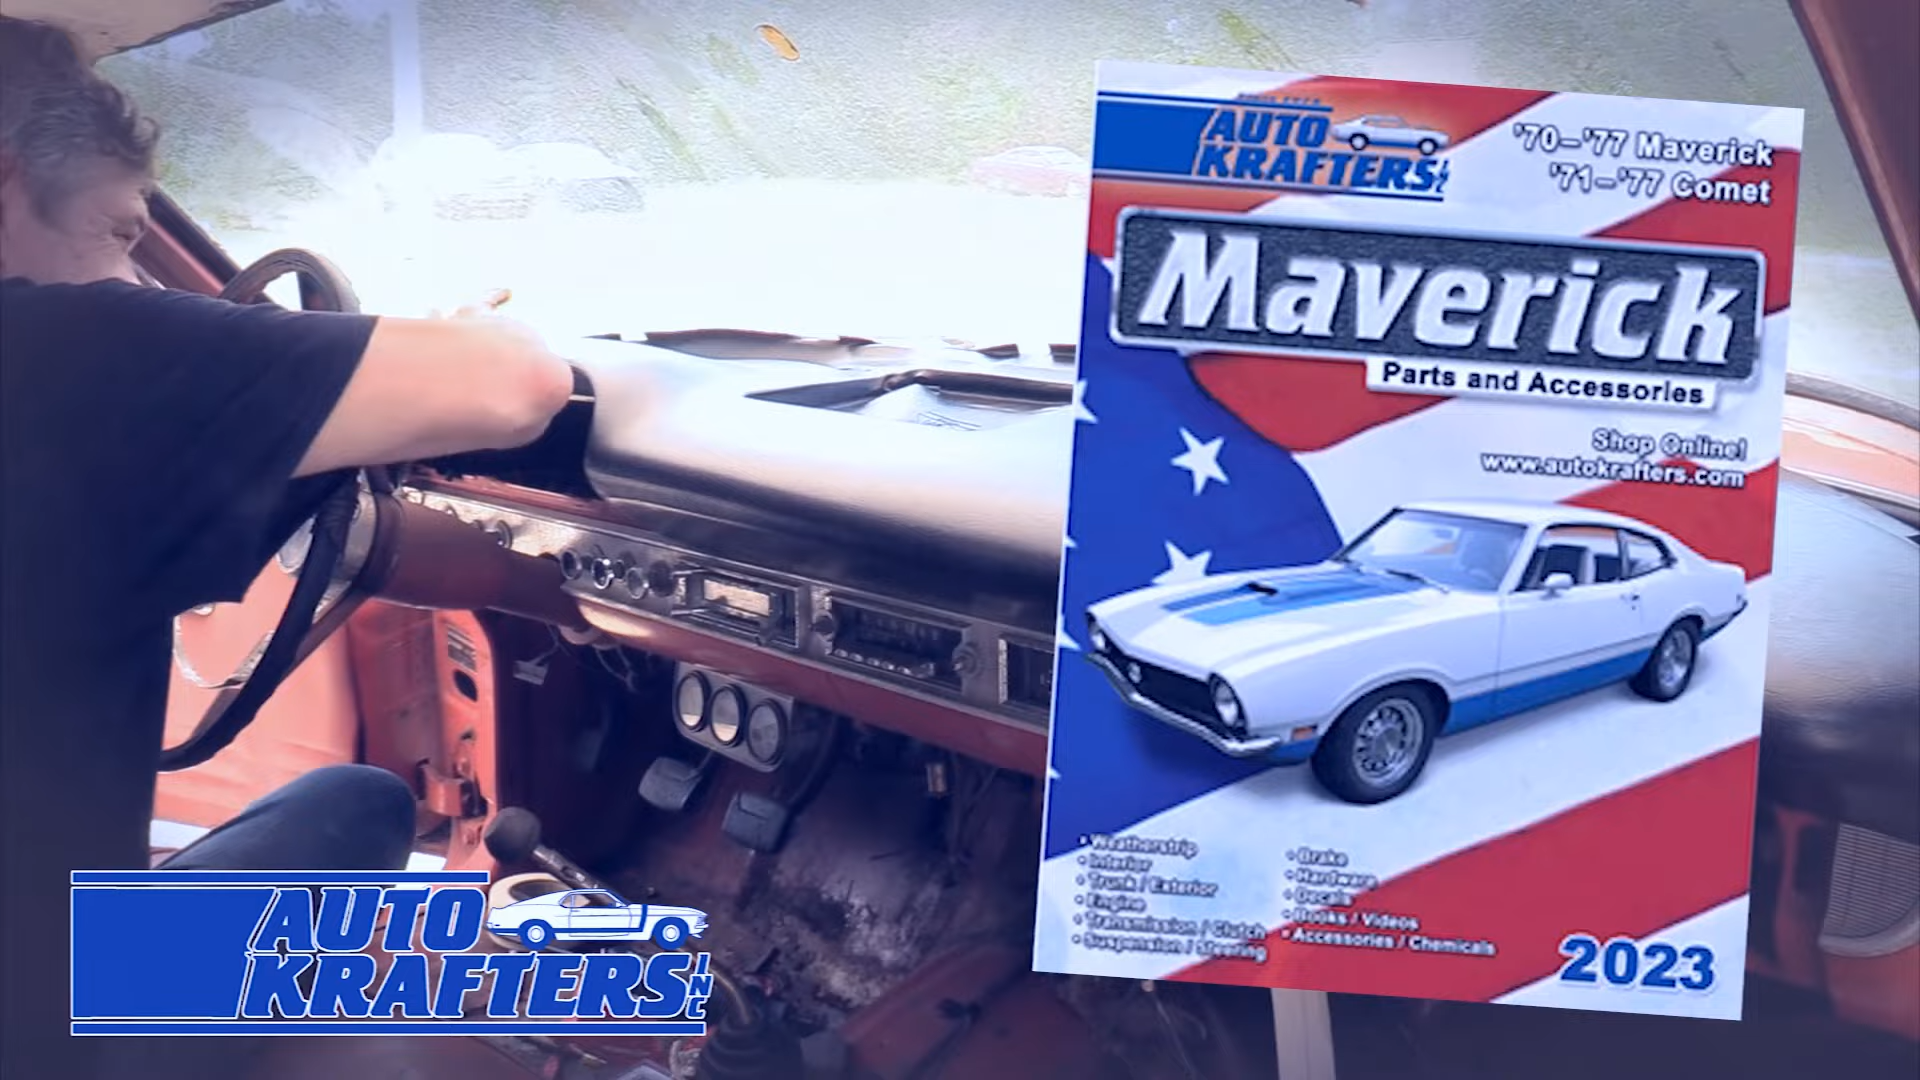 AUTO
KRAFTERS INC
'70–'77 Maverick
'71–'77 Comet
Maverick
Parts and Accessories
Shop Online!
www.autokrafters.com
• Weatherstrip
• Interior
• Trunk / Exterior
• Engine
• Transmission / Clutch
• Suspension / Steering
• Brake
• Hardware
• Decals
• Books / Videos
• Accessories / Chemicals
2023
AUTO
KRAFTERS INC